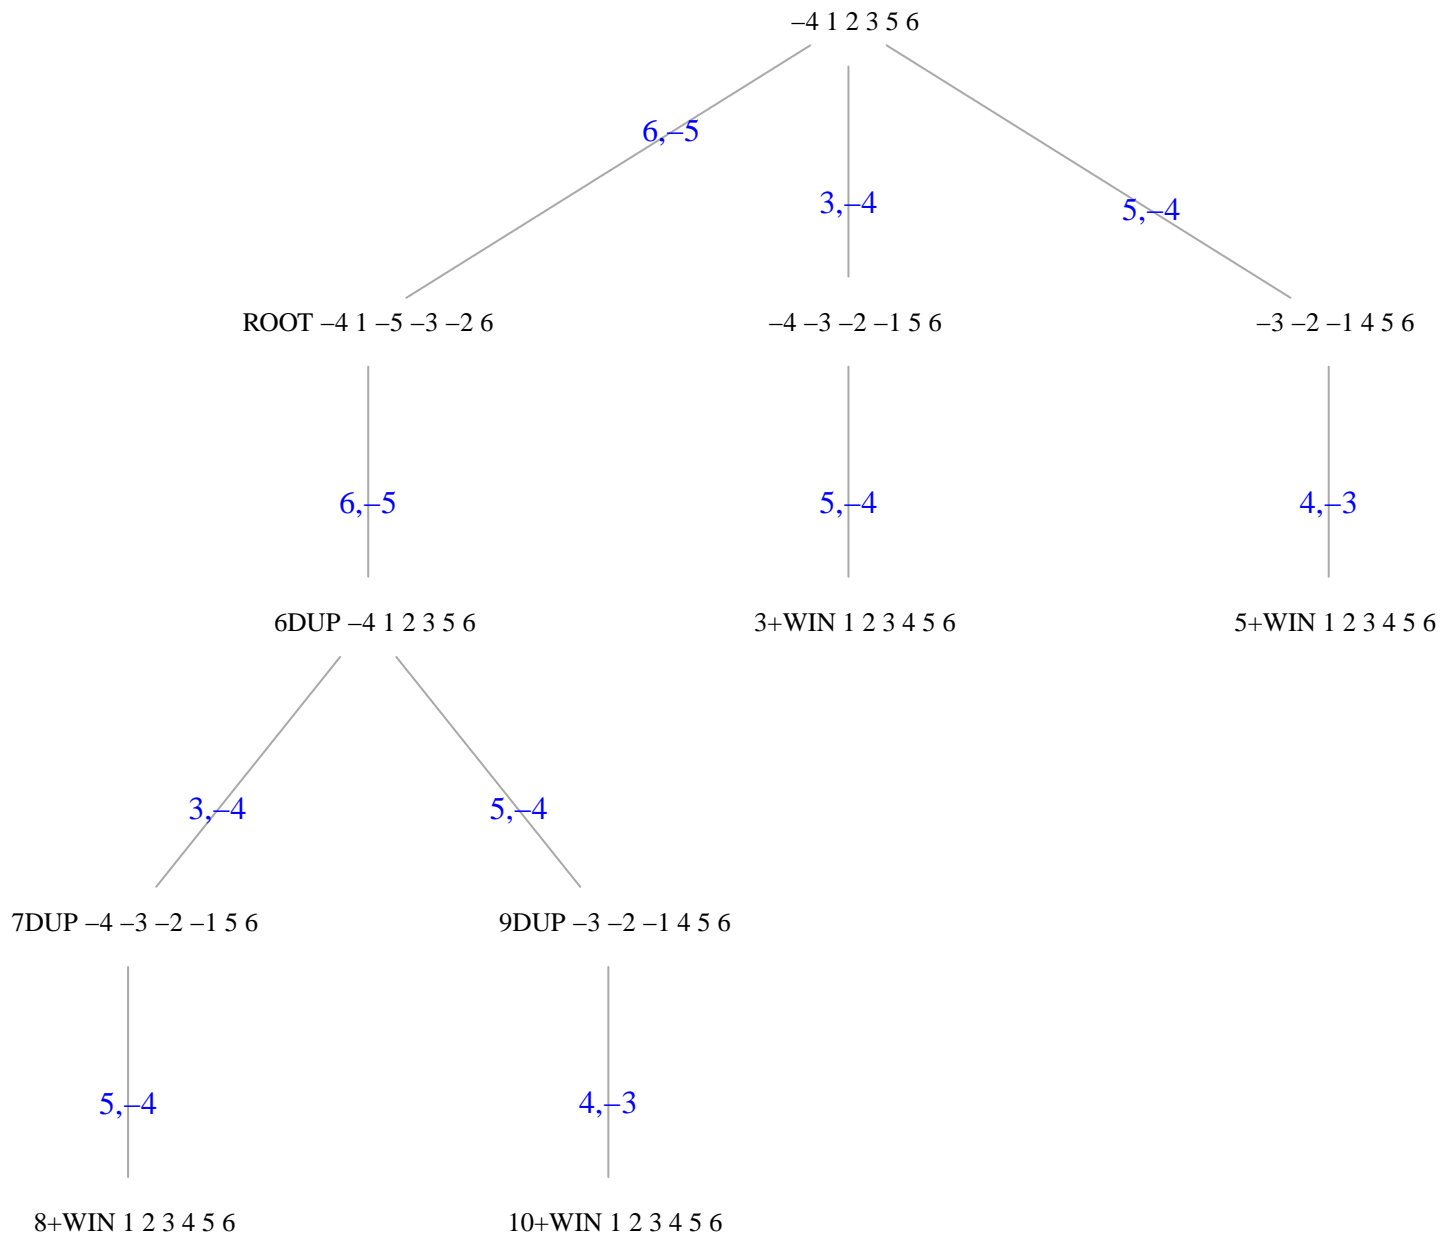 –4 1 2 3 5 6
6,–5
3,–4
5,–4
ROOT –4 1 –5 –3 –2 6
–4 –3 –2 –1 5 6
–3 –2 –1 4 5 6
6,–5
5,–4
4,–3
6DUP –4 1 2 3 5 6
3+WIN 1 2 3 4 5 6
5+WIN 1 2 3 4 5 6
3,–4
5,–4
7DUP –4 –3 –2 –1 5 6
9DUP –3 –2 –1 4 5 6
5,–4
4,–3
8+WIN 1 2 3 4 5 6
10+WIN 1 2 3 4 5 6